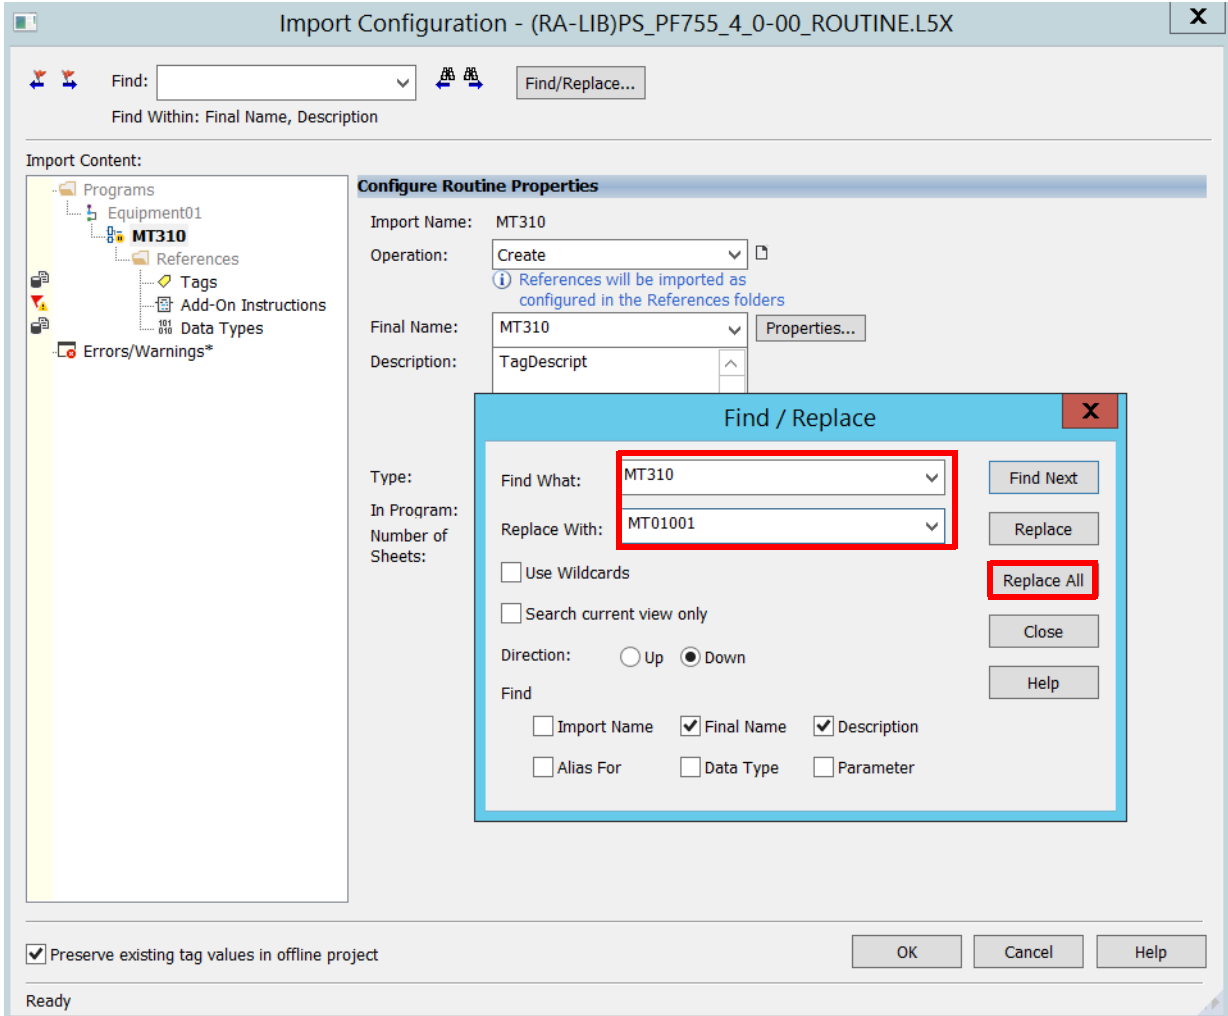 Import Configuration - (RA-LIB)PS_PF755_4_0-00_ROUTINE.L5X
X
Find:
Find/Replace...
Find Within: Final Name, Description
Import Content:
Programs
Equipment01
MT310
References
Tags
Add-On Instructions
Data Types
Errors/Warnings*
Configure Routine Properties
Import Name: MT310
Operation: Create
References will be imported as
configured in the References folders
Final Name: MT310 Properties...
Description: TagDescript
Type:
In Program:
Number of
Sheets:
Find / Replace
X
Find What: MT310 Find Next
Replace With: MT01001 Replace
Use Wildcards
Replace All
Search current view only
Close
Direction: Up Down
Help
Find
Import Name Final Name Description
Alias For Data Type Parameter
Preserve existing tag values in offline project
OK Cancel Help
Ready